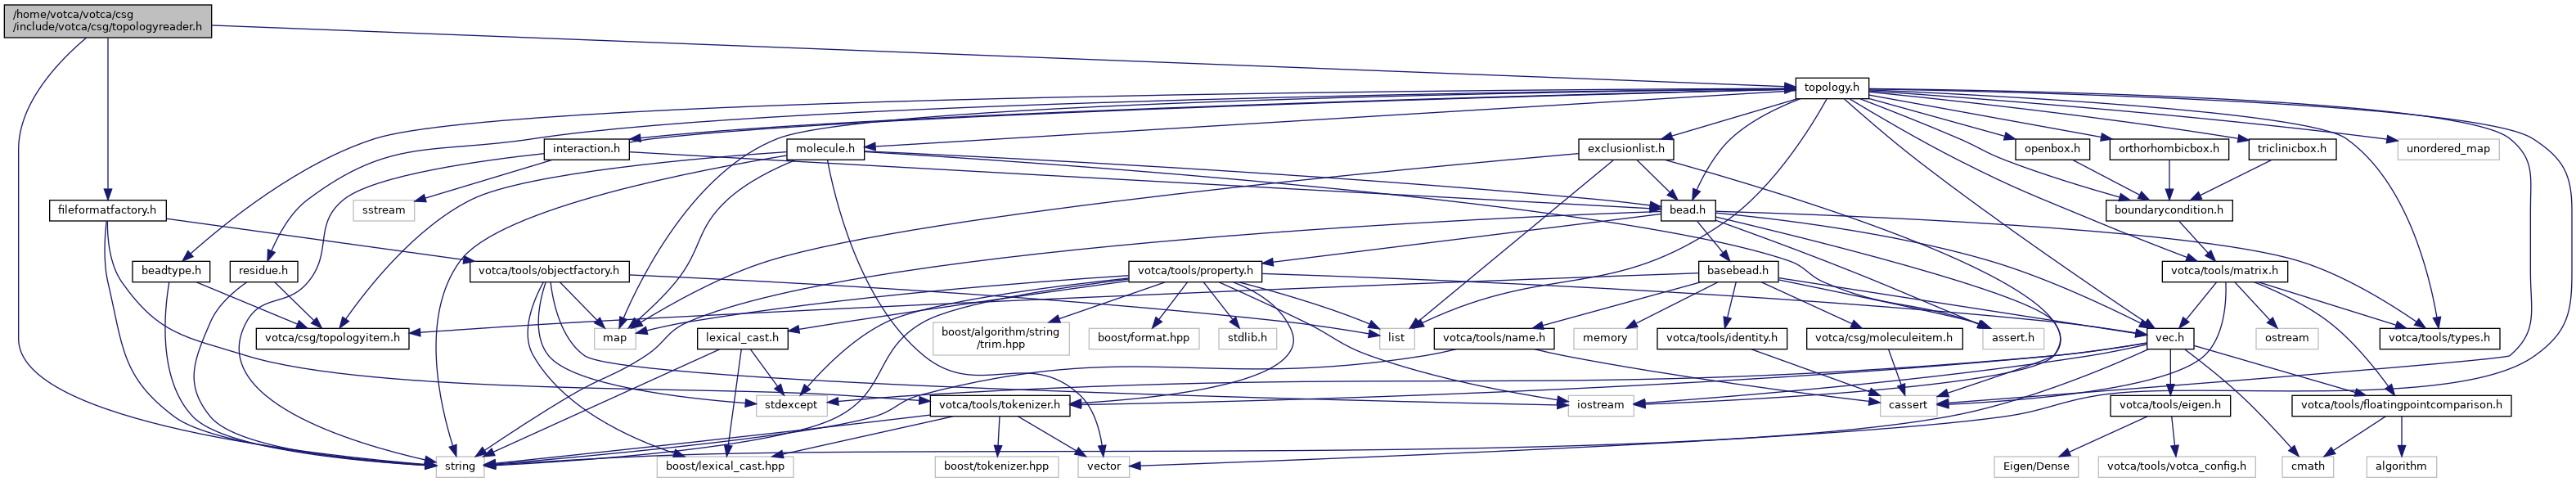 /home/votca/votca/csg
/include/votca/csg/topologyreader.h
topology.h
interaction.h
molecule.h
exclusionlist.h
openbox.h
orthorhombicbox.h
triclinicbox.h
unordered_map
fileformatfactory.h
sstream
bead.h
boundarycondition.h
beadtype.h
residue.h
votca/tools/objectfactory.h
votca/tools/property.h
basebead.h
votca/tools/matrix.h
votca/csg/topologyitem.h
map
lexical_cast.h
boost/algorithm/string
/trim.hpp
boost/format.hpp
stdlib.h
list
votca/tools/name.h
memory
votca/tools/identity.h
votca/csg/moleculeitem.h
assert.h
vec.h
ostream
votca/tools/types.h
stdexcept
votca/tools/tokenizer.h
iostream
cassert
votca/tools/eigen.h
votca/tools/floatingpointcomparison.h
string
boost/lexical_cast.hpp
boost/tokenizer.hpp
vector
Eigen/Dense
votca/tools/votca_config.h
cmath
algorithm